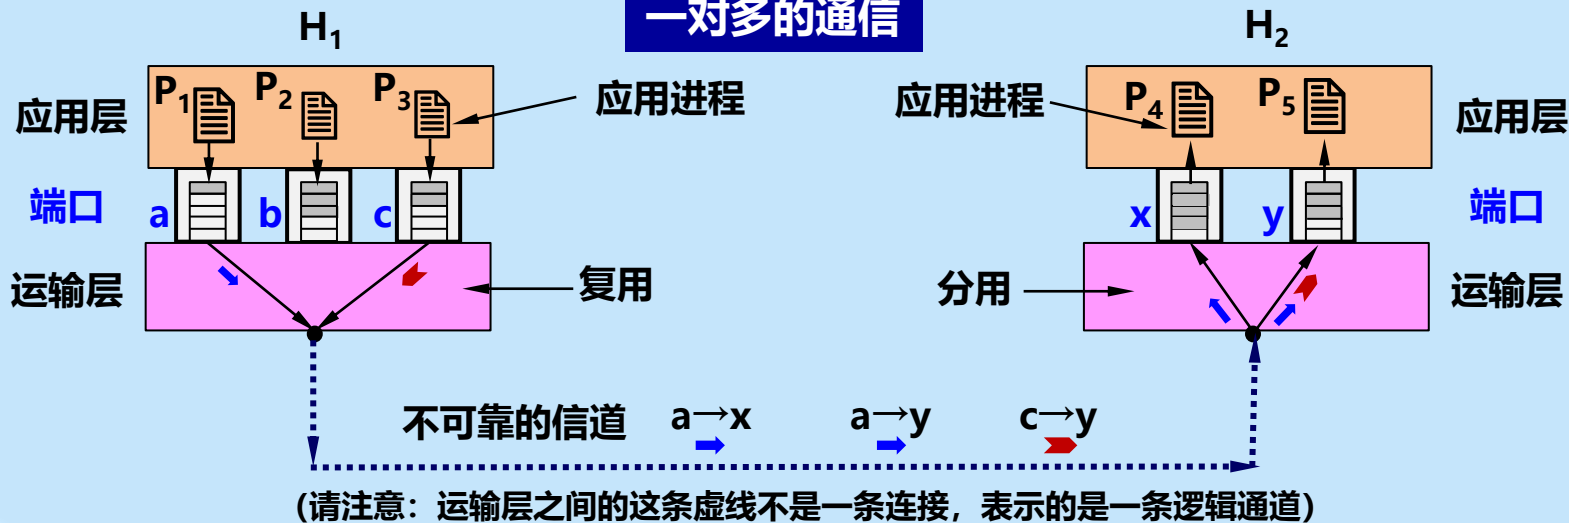 一对多的通信
H1
H2
应用层
P1
P2
P3
应用进程
应用进程
P4
P5
应用层
端口
a
b
c
x
y
端口
运输层
复用
分用
运输层
不可靠的信道
a→x
a→y
c→y
(请注意：运输层之间的这条虚线不是一条连接，表示的是一条逻辑通道)